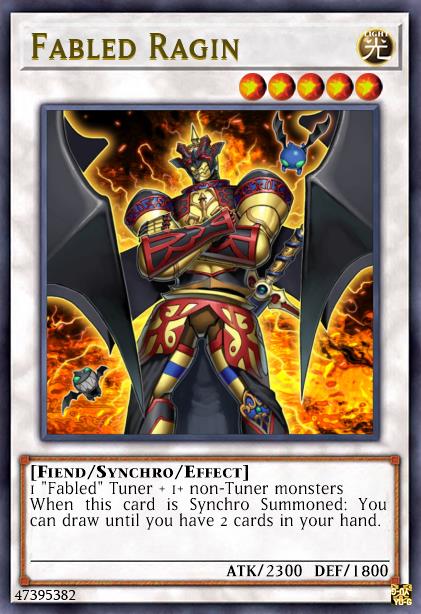 Fabled Ragin
LIGHT
光
[Fiend/Synchro/Effect]
1 "Fabled" Tuner + 1+ non-Tuner monsters
When this card is Synchro Summoned: You
can draw until you have 2 cards in your hand.
ATK/2300 DEF/1800
47395382